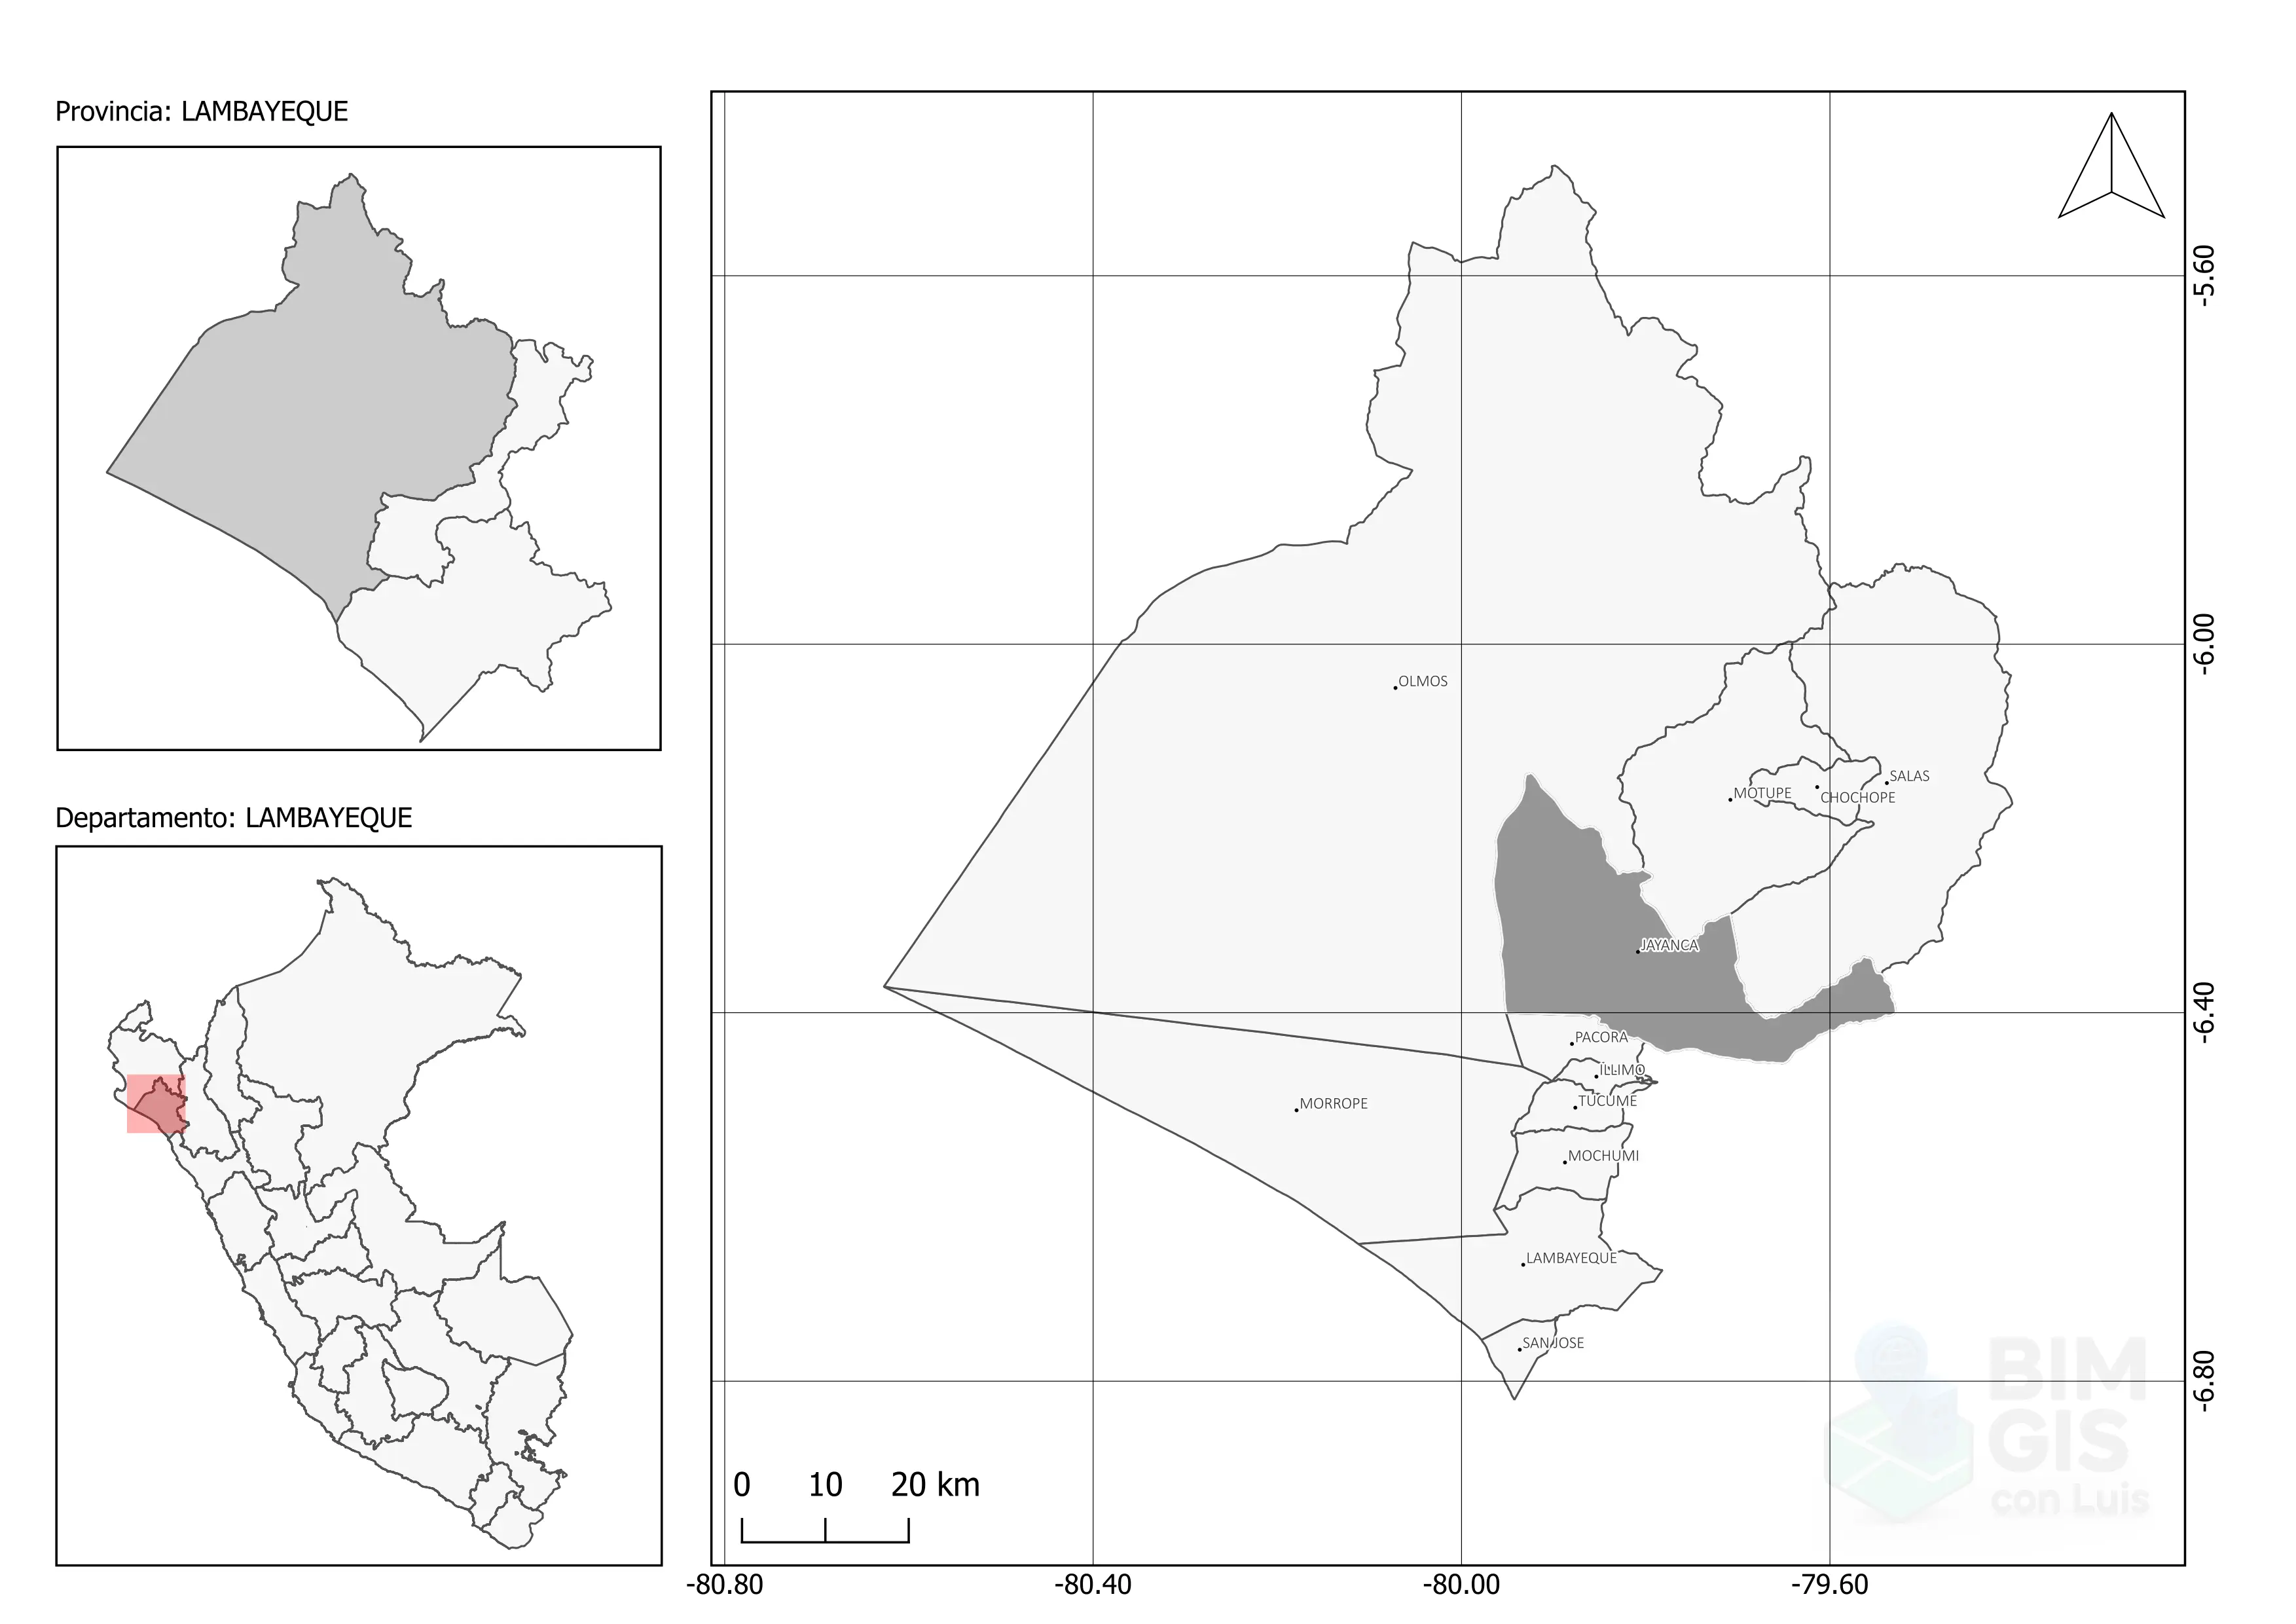 Provincia: LAMBAYEQUE
Departamento: LAMBAYEQUE
-5.60
-6.00
-6.40
-6.80
OLMOS
SALAS
MOTUPE
CHOCHOPE
JAYANCA
PACORA
ILLIMO
TUCUME
MORROPE
MOCHUMI
LAMBAYEQUE
SAN JOSE
BIM
GIS
con Luis
0 10 20 km
-80.80 -80.40 -80.00 -79.60